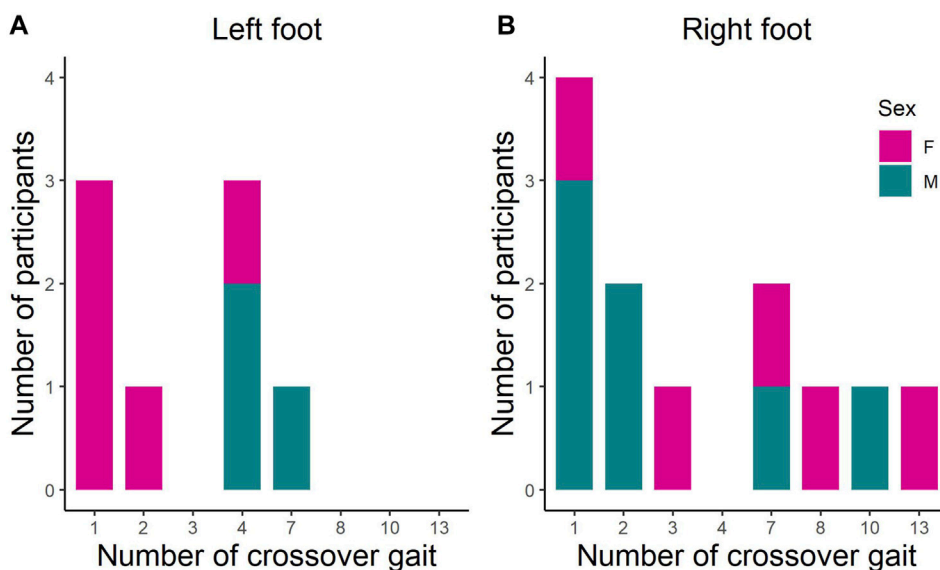 A
Left foot
Number of participants
4
3
2
1
0
1 2 3 4 7 8 10 13
Number of crossover gait
B
Right foot
Number of participants
4
3
2
1
0
1 2 3 4 7 8 10 13
Number of crossover gait
Sex
F
M